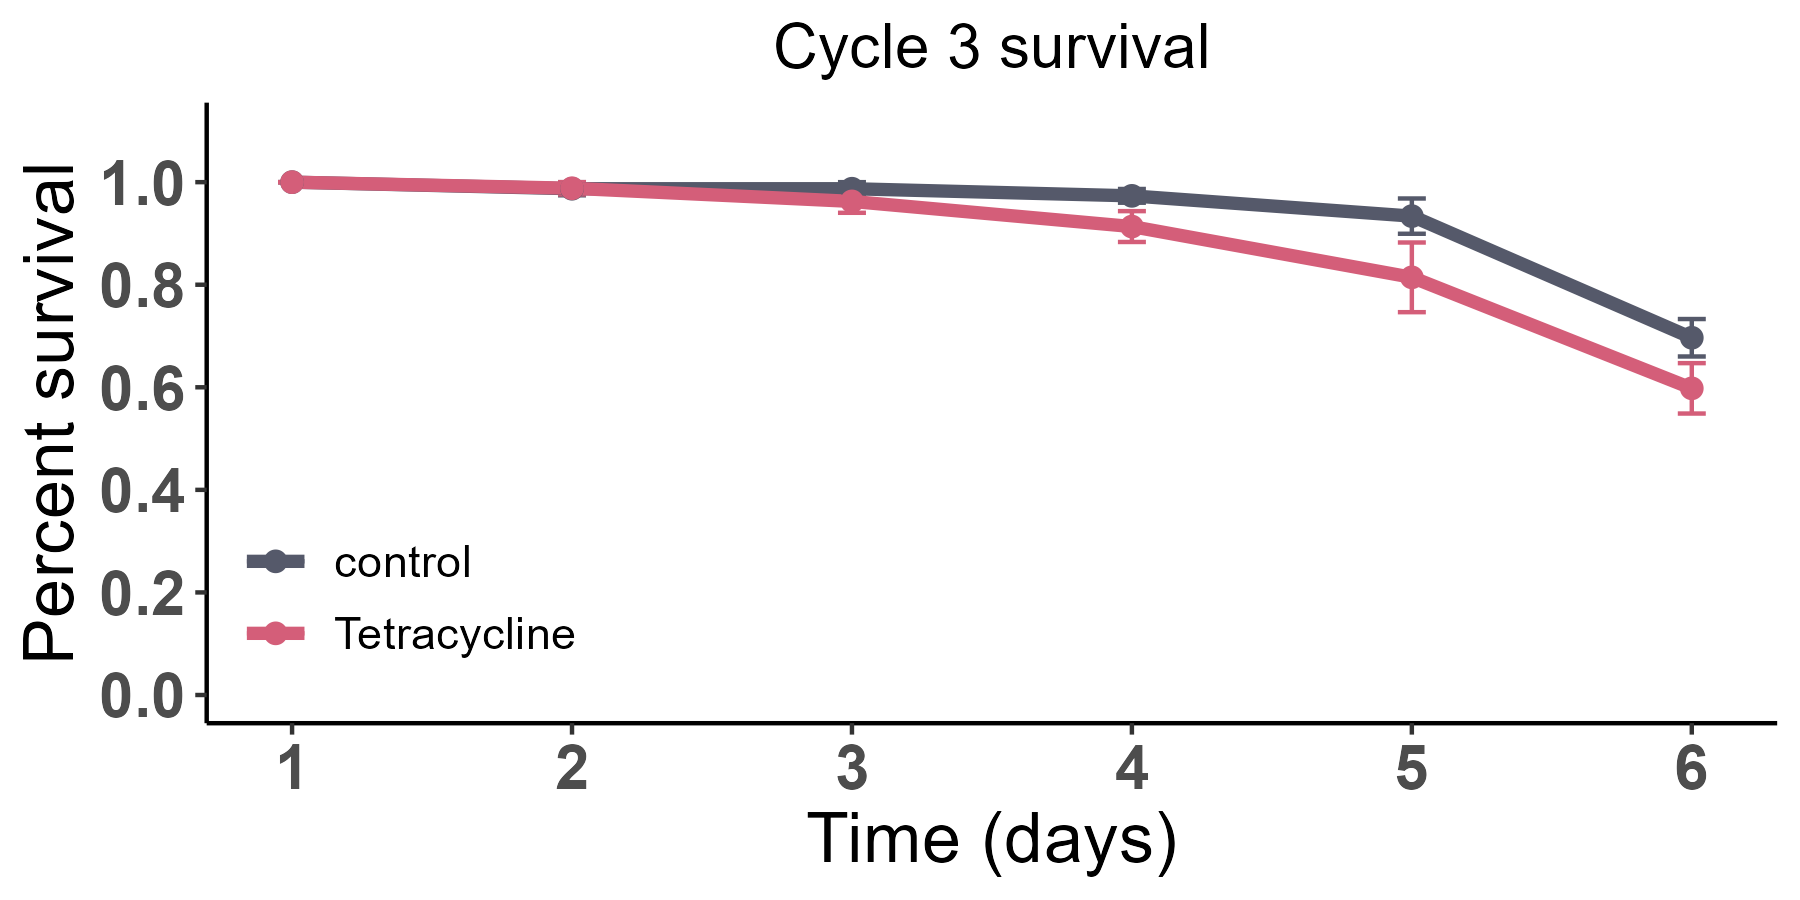 Cycle 3 survival
Percent survival
1.0
0.8
0.6
0.4
0.2
0.0
control
Tetracycline
1 2 3 4 5 6
Time (days)